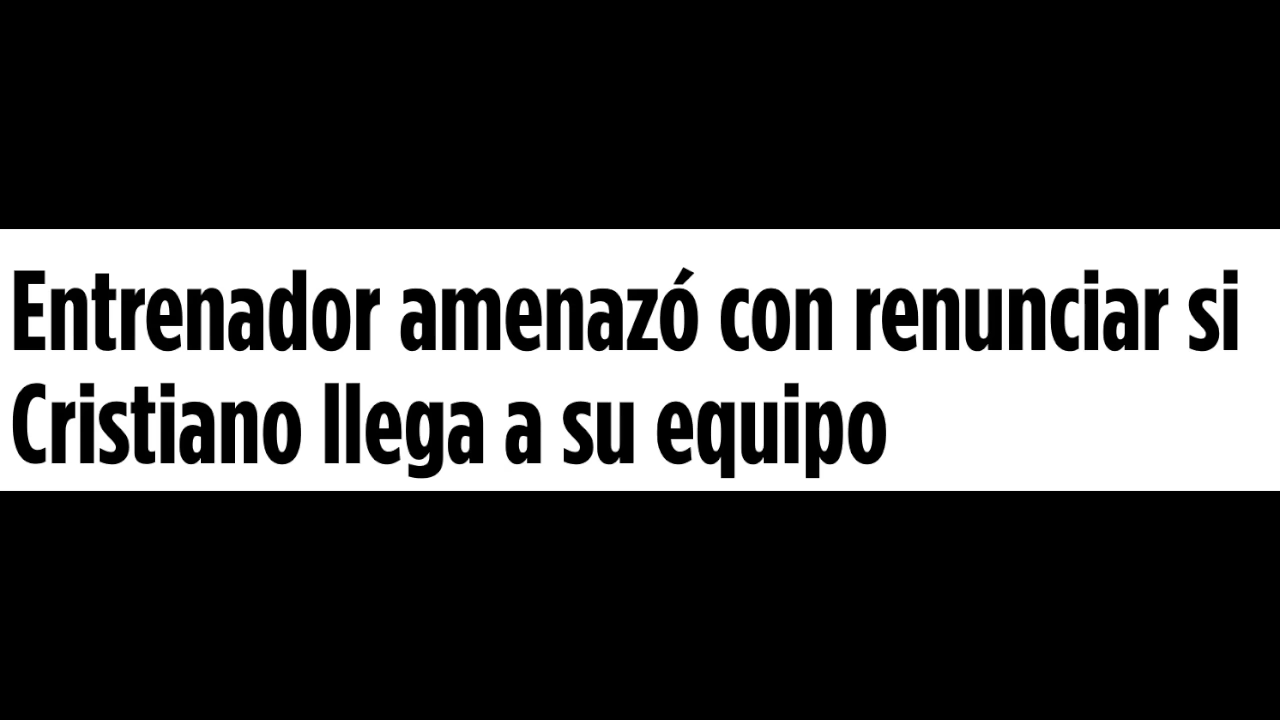 Entrenador amenazó con renunciar si
Cristiano llega a su equipo